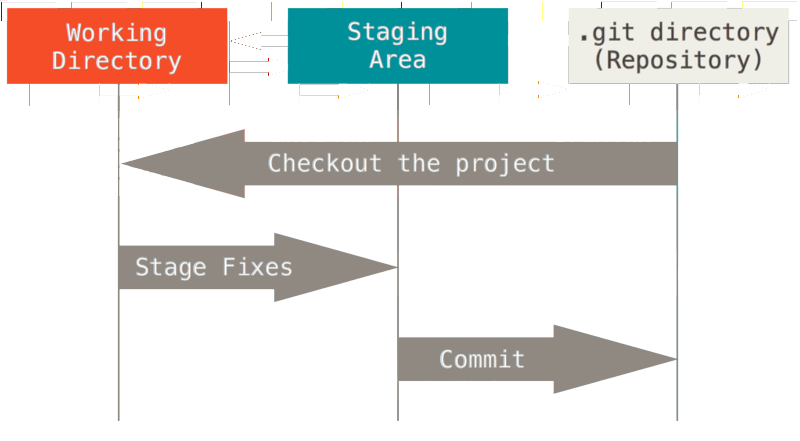 Working
Directory
Staging
Area
.git directory
(Repository)
Checkout the project
Stage Fixes
Commit